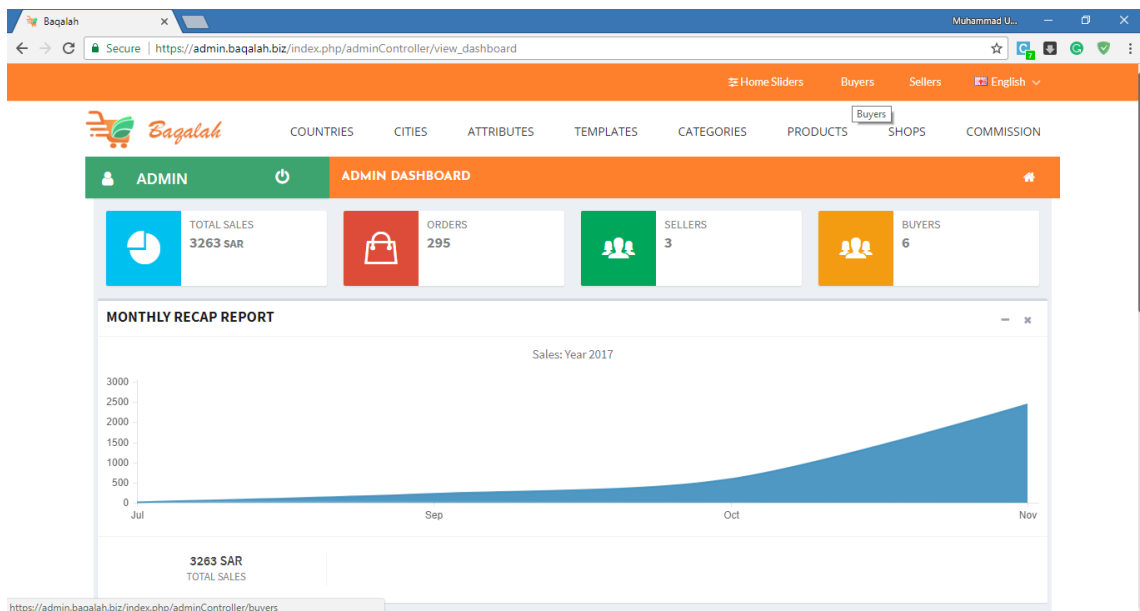 Baqalah
Muhammad U...
Secure | https://admin.baqalah.biz/index.php/adminController/view_dashboard
7
Home Sliders Buyers Sellers English
Buyers
Baqalah COUNTRIES CITIES ATTRIBUTES TEMPLATES CATEGORIES PRODUCTS SHOPS COMMISSION
ADMIN ADMIN DASHBOARD
TOTAL SALES
3263 SAR
ORDERS
295
SELLERS
3
BUYERS
6
MONTHLY RECAP REPORT
Sales: Year 2017
3000
2500
2000
1500
1000
500
0
Jul Sep Oct Nov
3263 SAR
TOTAL SALES
https://admin.baqalah.biz/index.php/adminController/buyers